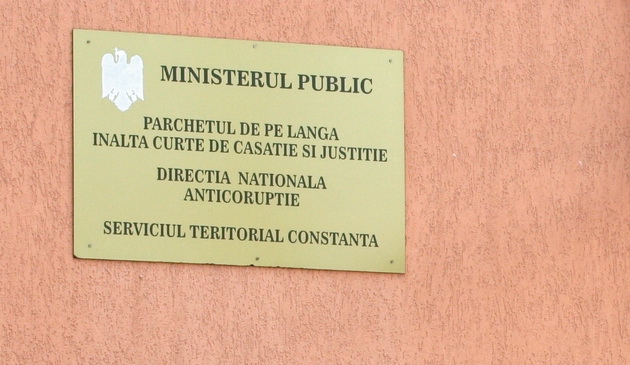 MINISTERUL PUBLIC
PARCHETUL DE PE LANGA
INALTA CURTE DE CASATIE SI JUSTITIE
DIRECTIA NATIONALA
ANTICORUPTIE
SERVICIUL TERITORIAL CONSTANTA